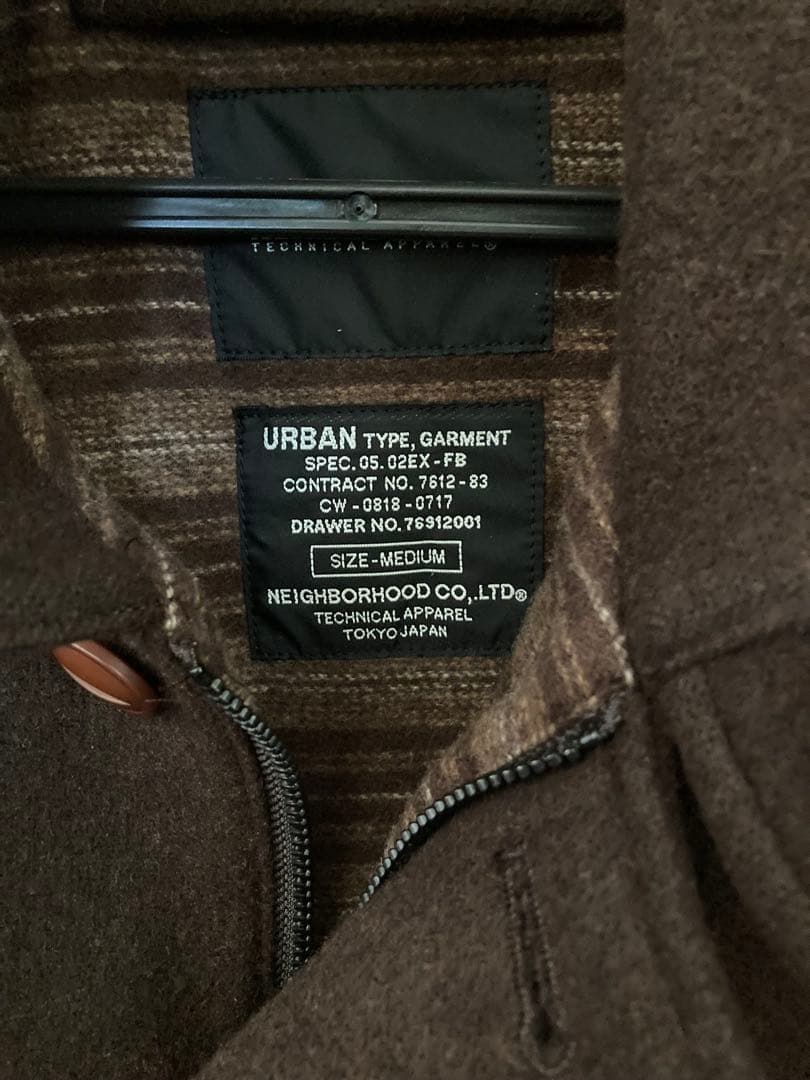 TECHNICAL APPAREL®
URBAN TYPE, GARMENT
SPEC. 05. 02EX-FB
CONTRACT NO. 7612-83
CW-0818-0717
DRAWER NO. 76912001
SIZE-MEDIUM
NEIGHBORHOOD CO,.LTD®
TECHNICAL APPAREL
TOKYO JAPAN